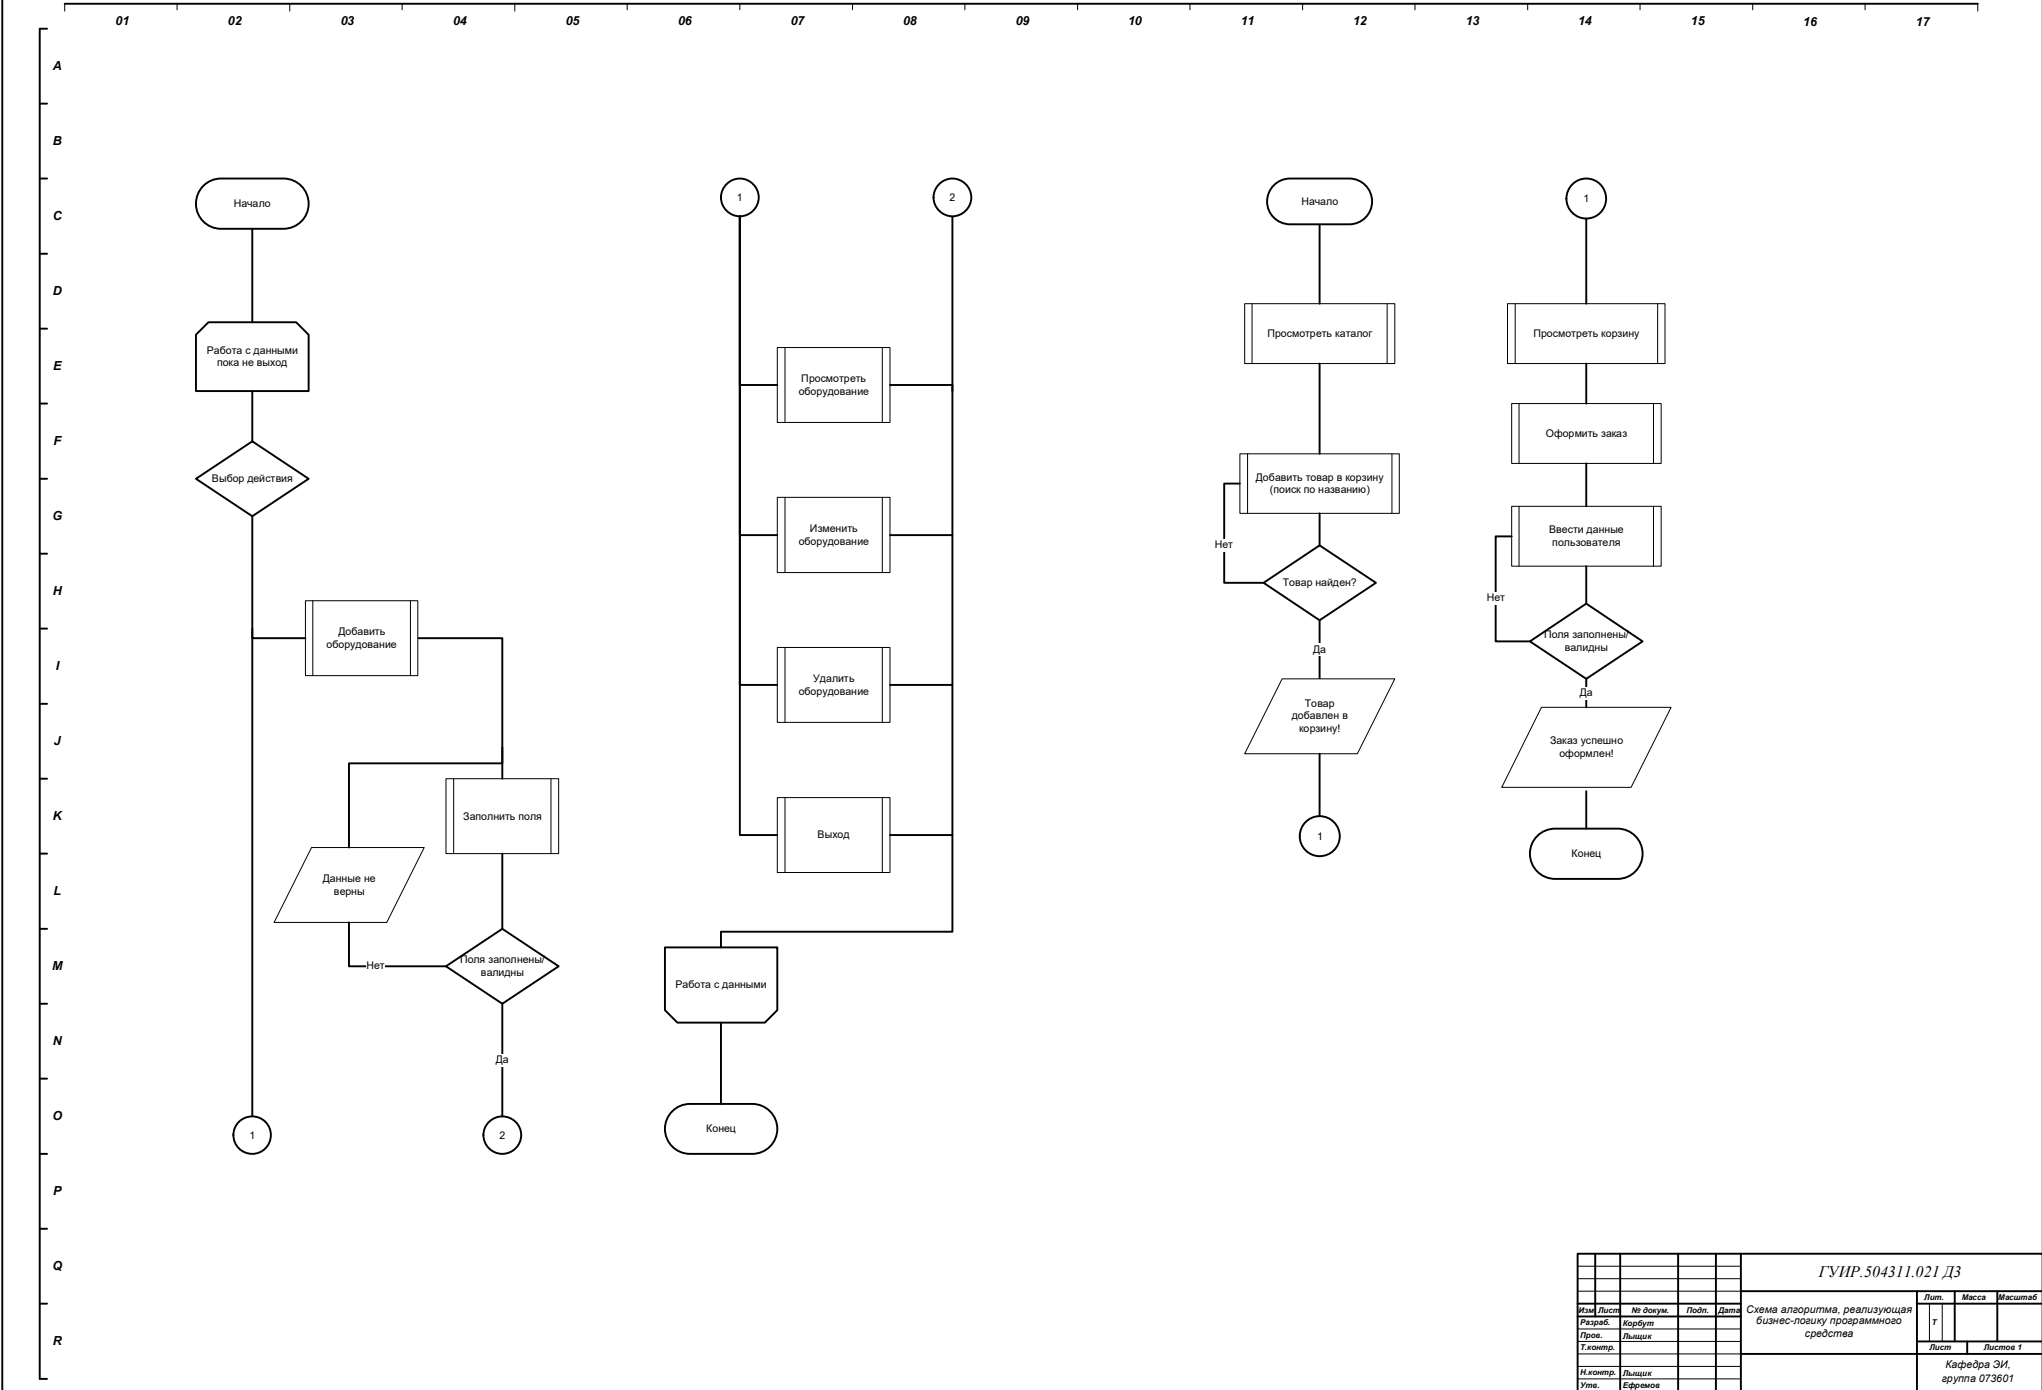 01 02 03 04 05 06 07 08 09 10 11 12 13 14 15 16 17
A
B
C
D
E
F
G
H
I
J
K
L
M
N
O
P
Q
R
Начало
Работа с данными
пока не выход
Выбор действия
Добавить
оборудование
Заполнить поля
Данные не
верны
Поля заполнены/
валидны
Нет
Да
1
2
1
2
Просмотреть
оборудование
Изменить
оборудование
Удалить
оборудование
Выход
Работа с данными
Конец
Начало
Просмотреть каталог
Добавить товар в корзину
(поиск по названию)
Нет
Товар найден?
Да
Товар
добавлен в
корзину!
1
1
Просмотреть корзину
Оформить заказ
Ввести данные
пользователя
Нет
Поля заполнены/
валидны
Да
Заказ успешно
оформлен!
Конец
ГУИР.504311.021 Д3
Изм Лист № докум. Подп. Дата
Разраб. Корбут
Пров. Лыщик
Т.контр.
Н.контр. Лыщик
Утв. Ефремов
Схема алгоритма, реализующая
бизнес-логику программного
средства
Лит. Масса Масштаб
Т
Лист Листов 1
Кафедра ЭИ,
группа 073601